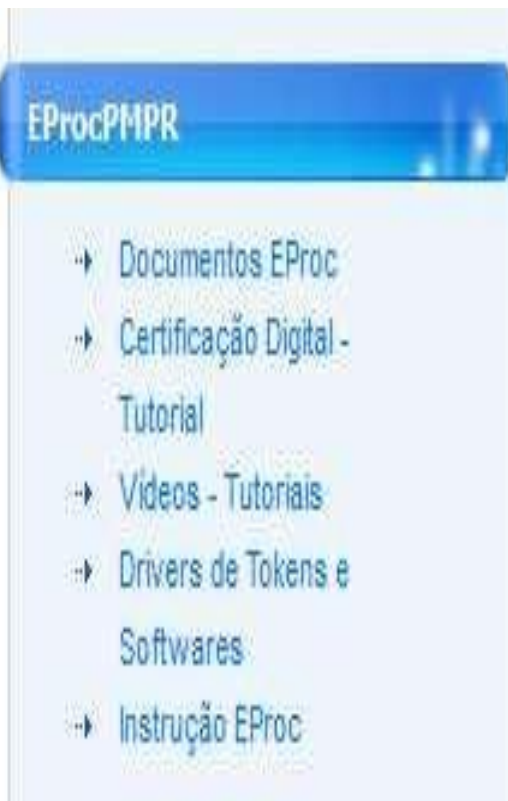 EProcPMPR
Documentos EProc
Certificação Digital -
Tutorial
Vídeos - Tutoriais
Drivers de Tokens e
Softwares
Instrução EProc